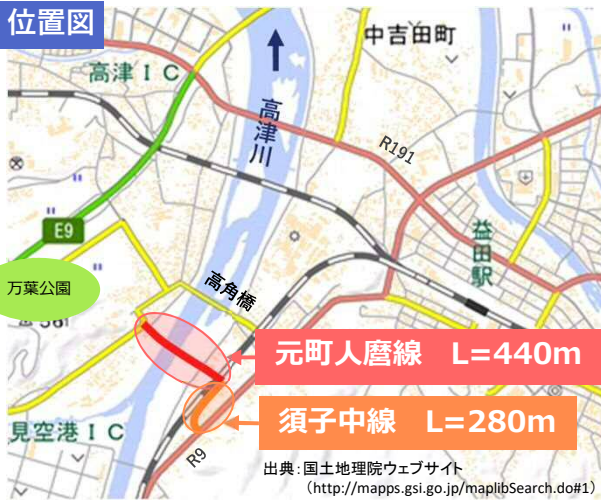 位置図
中吉田町
高津IC
高津川
R191
E9
益田駅
万葉公園
高角橋
元町人麿線 L=440m
須子中線 L=280m
見空港IC
R9
出典:国土地理院ウェブサイト
(http://mapps.gsi.go.jp/maplibSearch.do#1)